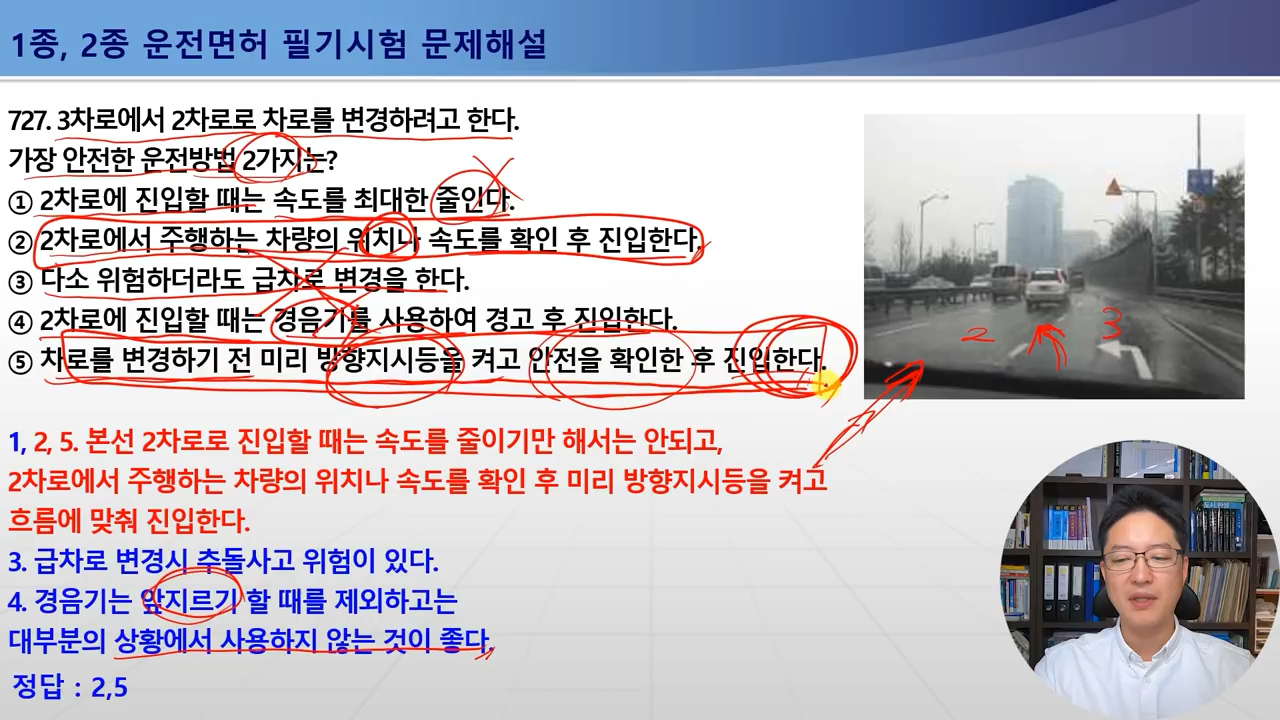 1종, 2종 운전면허 필기시험 문제해설
727. 3차로에서 2차로로 차로를 변경하려고 한다.
가장 안전한 운전방법 2가지는?
① 2차로에 진입할 때는 속도를 최대한 줄인다.
② 2차로에서 주행하는 차량의 위치나 속도를 확인 후 진입한다.
③ 다소 위험하더라도 급차로 변경을 한다.
④ 2차로에 진입할 때는 경음기를 사용하여 경고 후 진입한다.
⑤ 차로를 변경하기 전 미리 방향지시등을 켜고 안전을 확인한 후 진입한다.
2
3
1, 2, 5. 본선 2차로로 진입할 때는 속도를 줄이기만 해서는 안되고,
2차로에서 주행하는 차량의 위치나 속도를 확인 후 미리 방향지시등을 켜고
흐름에 맞춰 진입한다.
3. 급차로 변경시 추돌사고 위험이 있다.
4. 경음기는 앞지르기 할 때를 제외하고는
대부분의 상황에서 사용하지 않는 것이 좋다.
정답 : 2,5